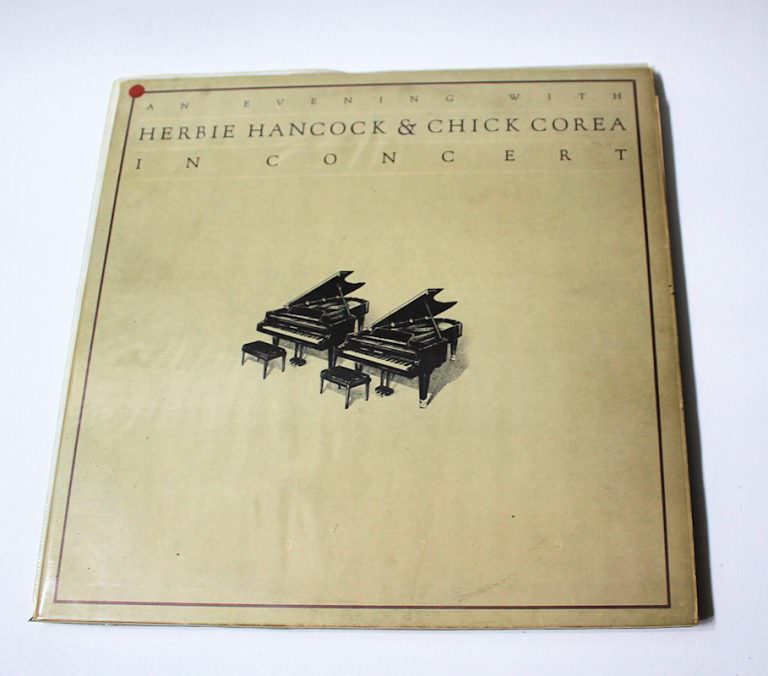 AN EVENING WITH
HERBIE HANCOCK & CHICK COREA
IN CONCERT